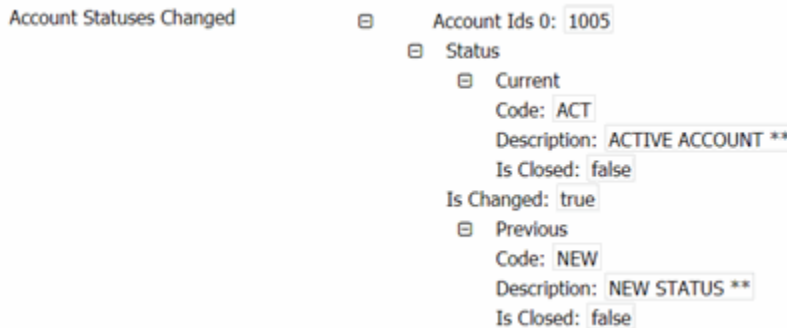 Account Statuses Changed Account Ids 0: 1005
Status
Current
Code: ACT
Description: ACTIVE ACCOUNT **
Is Closed: false
Is Changed: true
Previous
Code: NEW
Description: NEW STATUS **
Is Closed: false